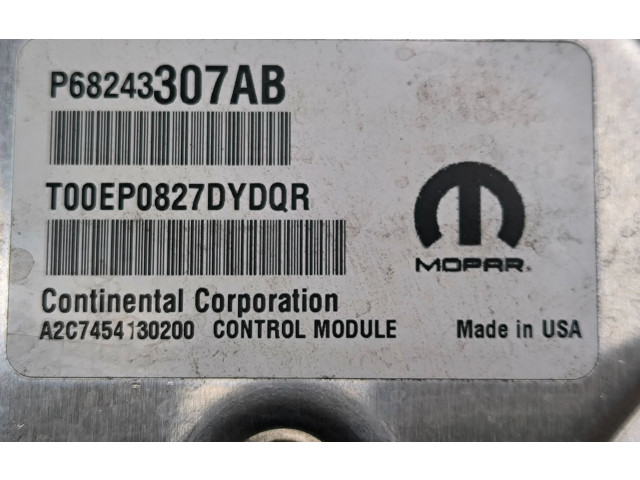 P68243307AB
T00EP0827DYDQR
MOPAR®
Continental Corporation
A2C7454130200 CONTROL MODULE Made in USA